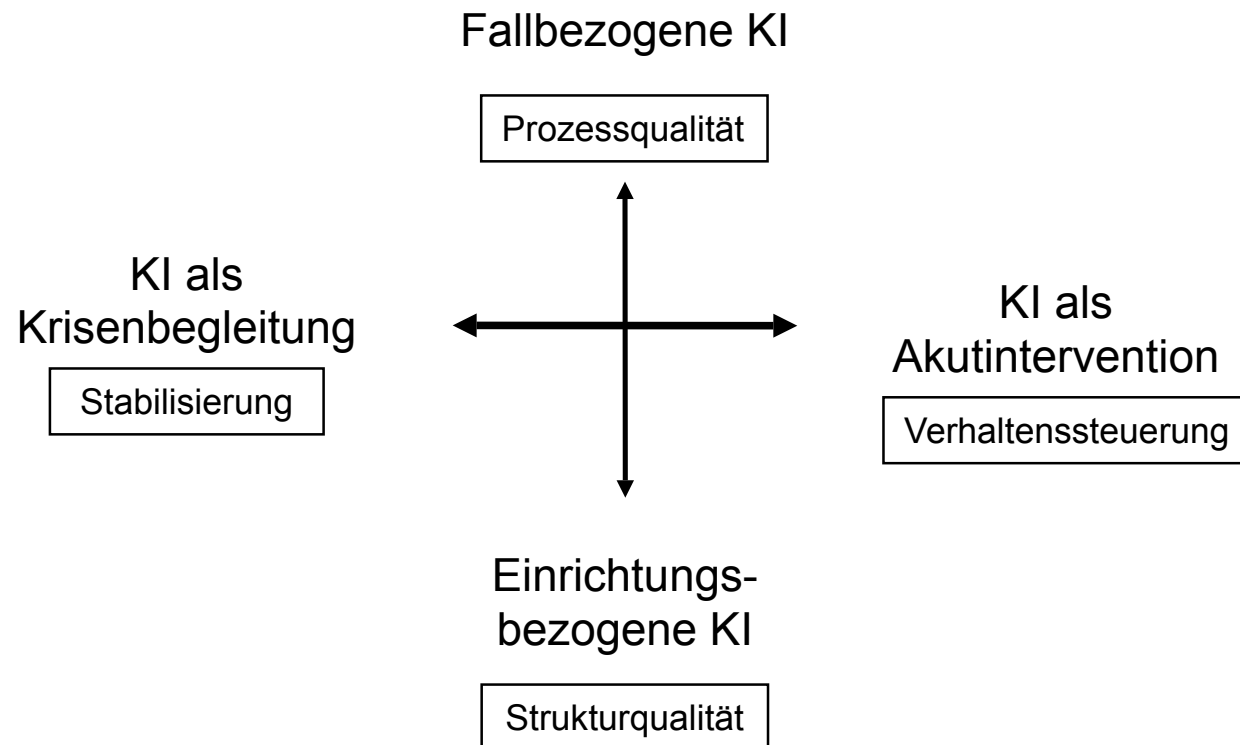 Fallbezogene KI
Prozessqualität
KI als
Krisenbegleitung
Stabilisierung
KI als
Akutintervention
Verhaltenssteuerung
Einrichtungs-
bezogene KI
Strukturqualität